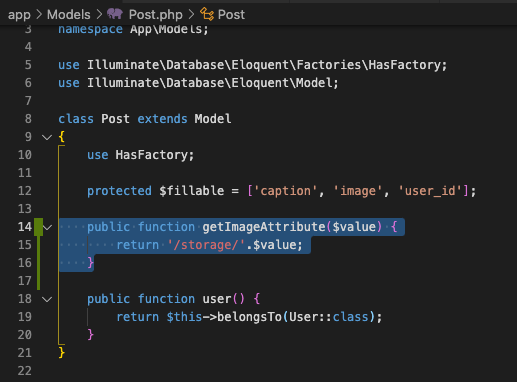 app > Models > Post.php > Post
3 namespace App\Models;
4
5 use Illuminate\Database\Eloquent\Factories\HasFactory;
6 use Illuminate\Database\Eloquent\Model;
7
8 class Post extends Model
9 {
10 use HasFactory;
11
12 protected $fillable = ['caption', 'image', 'user_id'];
13
14 public function getImageAttribute($value) {
15 return '/storage/'.$value;
16 }
17
18 public function user() {
19 return $this->belongsTo(User::class);
20 }
21 }
22